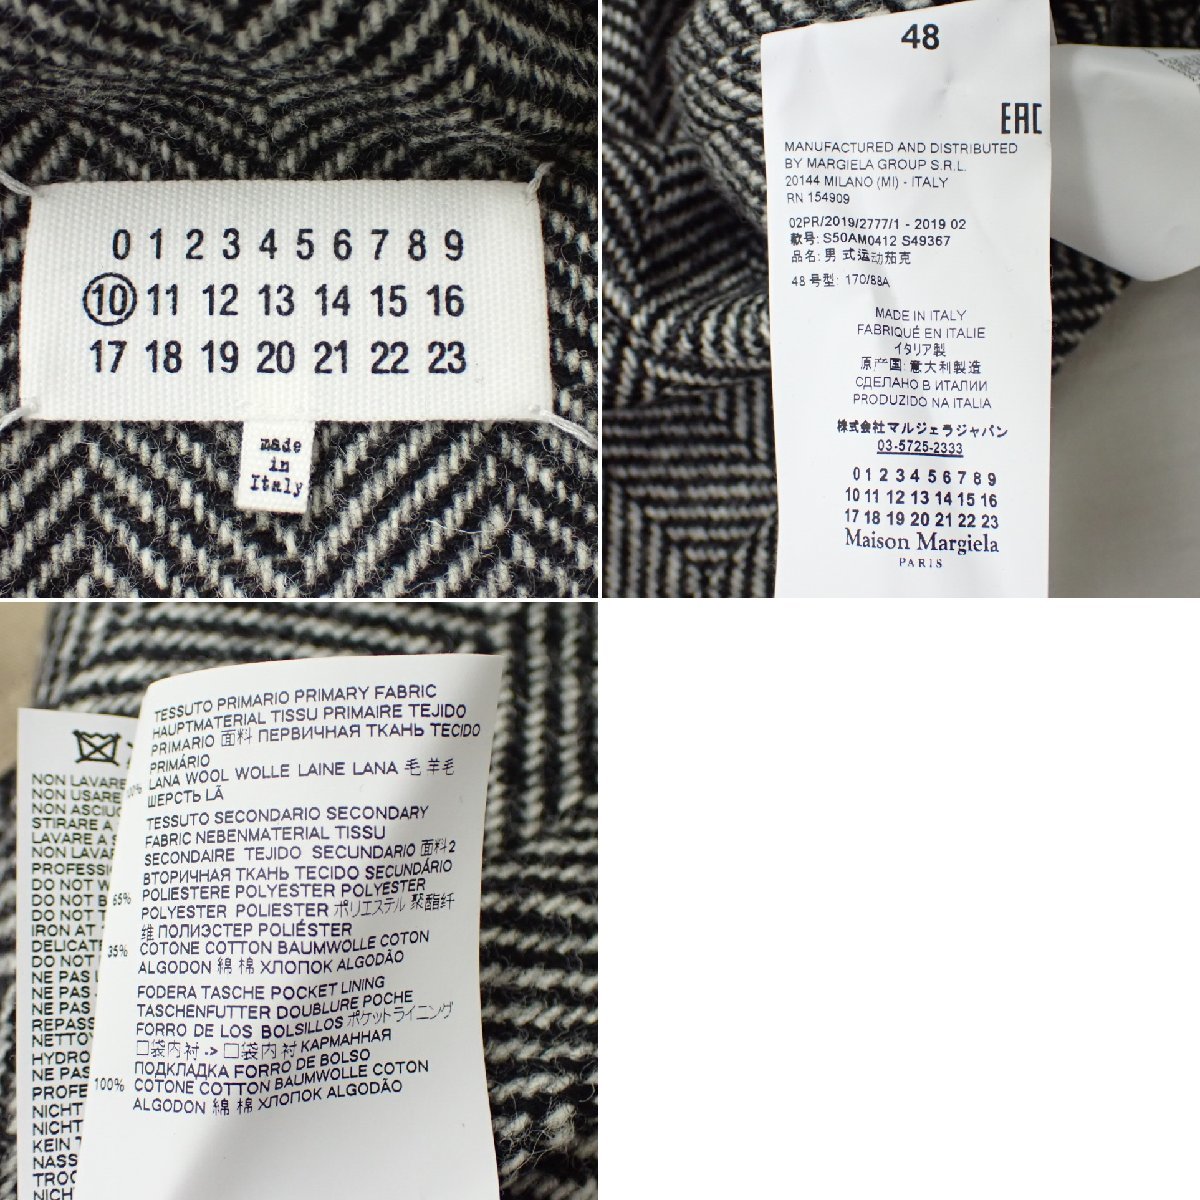 0 1 2 3 4 5 6 7 8 9
10 11 12 13 14 15 16
17 18 19 20 21 22 23
made
in
Italy
48
EAC
MANUFACTURED AND DISTRIBUTED
BY MARGIELA GROUP S.R.L.
20144 MILANO (MI) - ITALY
RN 154909
02PR/2019/2777/1 - 2019 02
款号: S50AM0412 S49367
品名: 男 式运动茄克
48 号型: 170/88A
MADE IN ITALY
FABRIQUÉ EN ITALIE
イタリア製
原产国: 意大利製造
СДЕЛАНО В ИТАЛИИ
PRODUZIDO NA ITALIA
株式会社マルジェラジャパン
03-5725-2333
0 1 2 3 4 5 6 7 8 9
10 11 12 13 14 15 16
17 18 19 20 21 22 23
Maison Margiela
PARIS
TESSUTO PRIMARIO PRIMARY FABRIC
HAUPTMATERIAL TISSU PRIMAIRE TEJIDO
PRIMARIO 面料 ПЕРВИЧНАЯ ТКАНЬ TECIDO
PRIMÁRIO
LANA WOOL WOLLE LAINE LANA 毛 羊毛
ШЕРСТЬ LÃ
TESSUTO SECONDARIO SECONDARY
FABRIC NEBENMATERIAL TISSU
SECONDAIRE TEJIDO SECUNDARIO 面料2
ВТОРИЧНАЯ ТКАНЬ TECIDO SECUNDÁRIO
65% POLIESTERE POLYESTER POLYESTER
POLYESTER POLIESTER ポリエステル 聚酯纤
维 ПОЛИЭСТЕР POLIÉSTER
35% COTONE COTTON BAUMWOLLE COTON
ALGODON 綿 棉 ХЛОПОК ALGODÃO
FODERA TASCHE POCKET LINING
TASCHENFUTTER DOUBLURE POCHE
FORRO DE LOS BOLSILLOS ポケットライニング
口袋内衬 -> 口袋内衬 КАРМАННАЯ
ПОДКЛАДКА FORRO DE BOLSO
100% COTONE COTTON BAUMWOLLE COTON
ALGODON 綿 棉 ХЛОПОК ALGODÃO
NON LAVARE
NON USARE
NON ASCIUG
STIRARE A
LAVARE A S
NON LAVAR
PROFESSI
DO NOT W
DO NOT B
DO NOT T
IRON AT
DELICAT
DO NOT
NE PAS
NE PAS
NE PAS
REPASS
NETTOY
HYDRO
NE PAS
PROFE
NICHT
NICHT
KEIN T
NASS
TROC
NICH